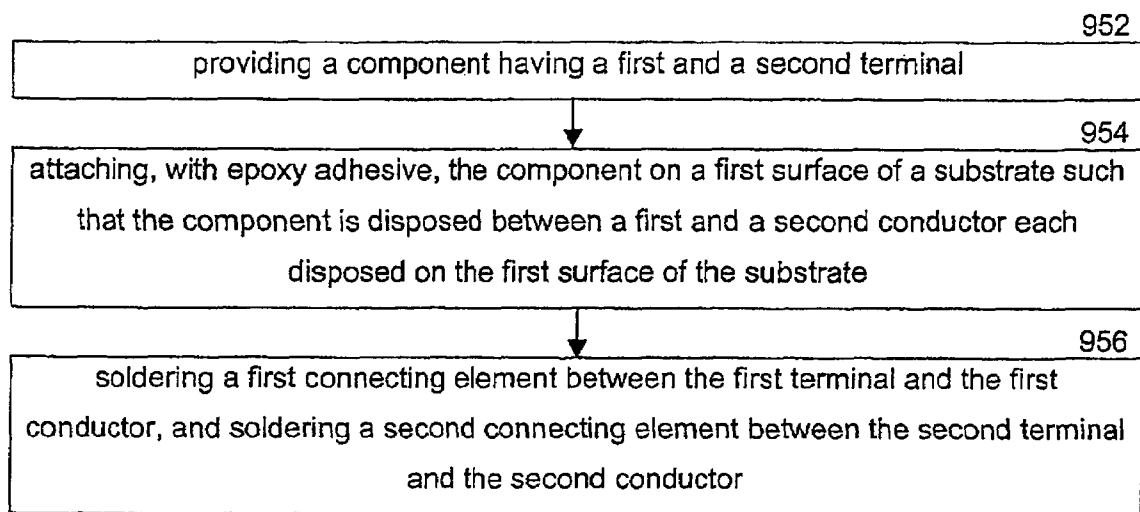 952
providing a component having a first and a second terminal
954
attaching, with epoxy adhesive, the component on a first surface of a substrate such
that the component is disposed between a first and a second conductor each
disposed on the first surface of the substrate
956
soldering a first connecting element between the first terminal and the first
conductor, and soldering a second connecting element between the second terminal
and the second conductor